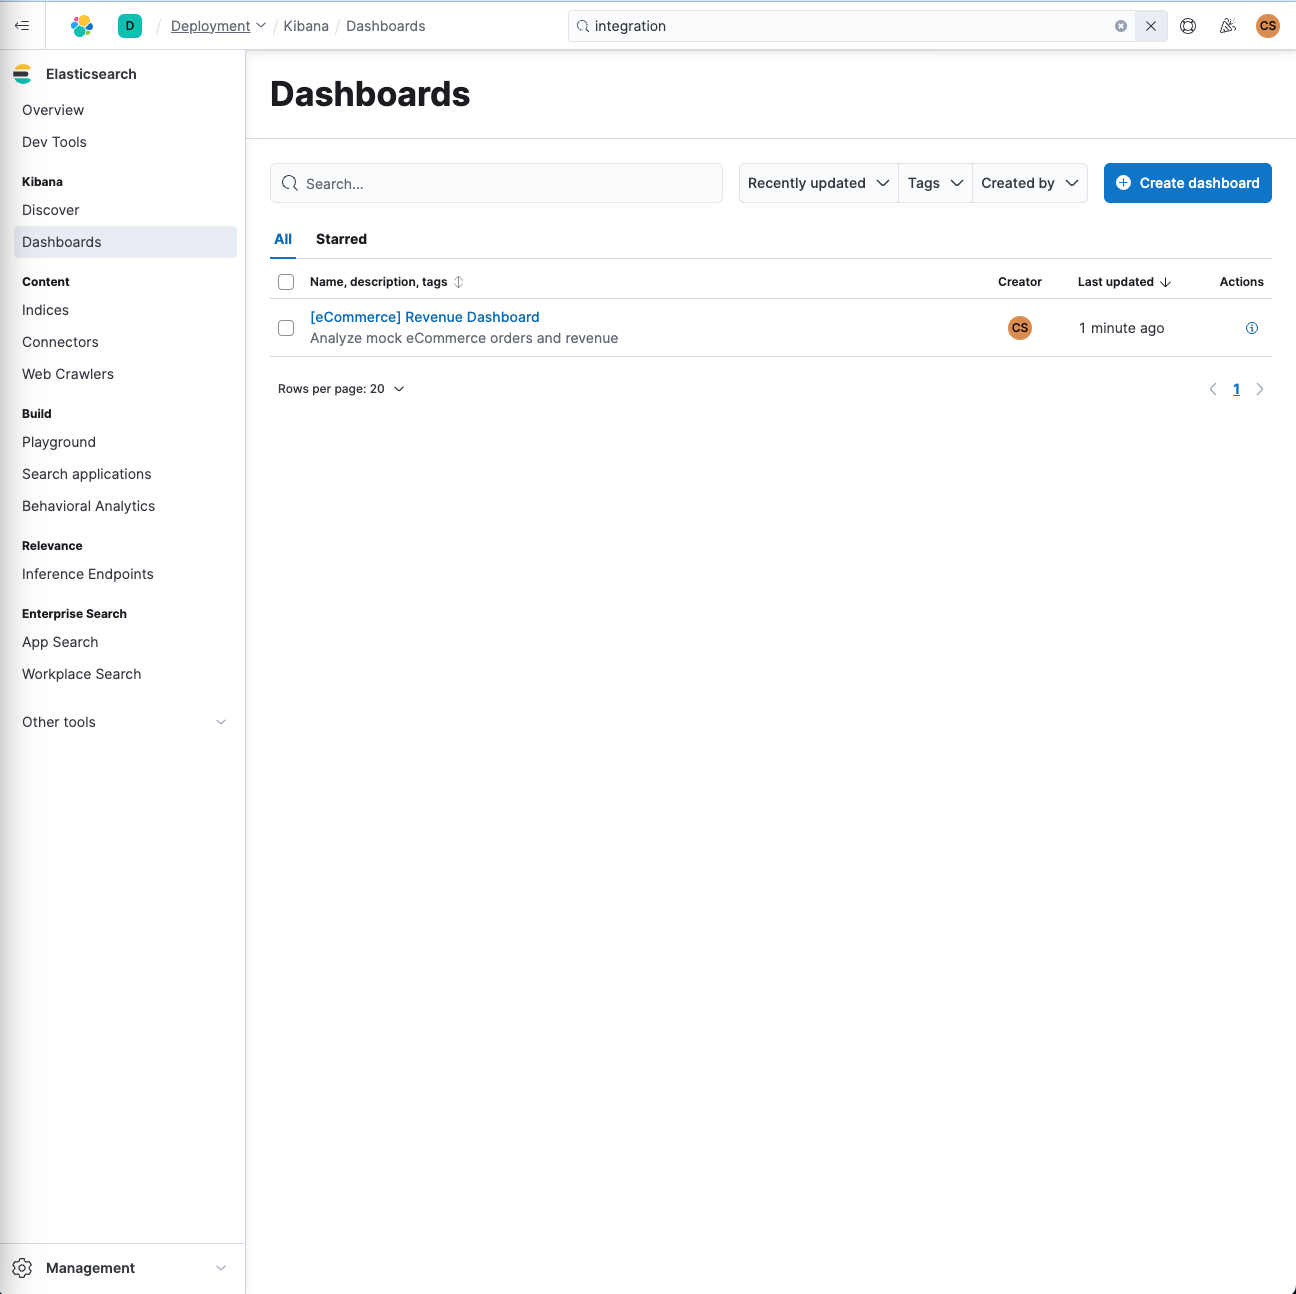 D
Deployment / Kibana / Dashboards
integration
CS
Elasticsearch
Overview
Dev Tools
Kibana
Discover
Dashboards
Content
Indices
Connectors
Web Crawlers
Build
Playground
Search applications
Behavioral Analytics
Relevance
Inference Endpoints
Enterprise Search
App Search
Workplace Search
Other tools
Management
Dashboards
Search...
Recently updated
Tags
Created by
Create dashboard
All
Starred
Name, description, tags
Creator
Last updated
Actions
[eCommerce] Revenue Dashboard
Analyze mock eCommerce orders and revenue
CS
1 minute ago
Rows per page: 20
1